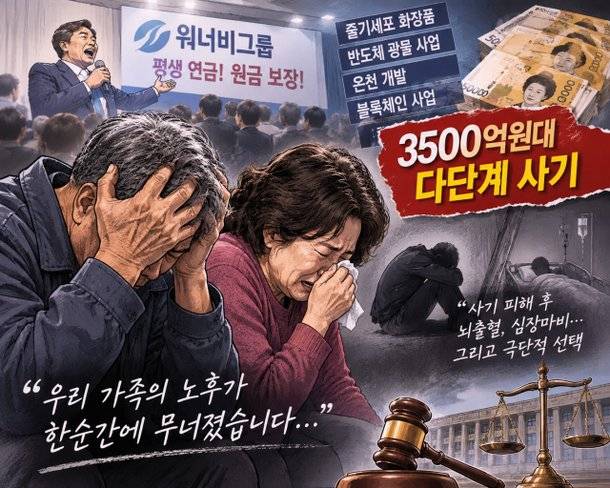 워너비그룹
평생 연금! 원금 보장!
줄기세포 화장품
반도체 광물 사업
온천 개발
블록체인 사업
3500억원대
다단계 사기
“사기 피해 후
뇌출혈, 심장마비...
그리고 극단적 선택
“우리 가족의 노후가
한순간에 무너졌습니다...”